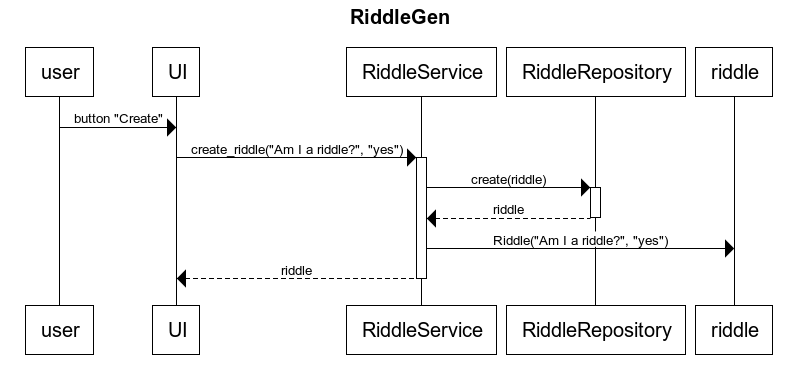 RiddleGen
user
UI
RiddleService
RiddleRepository
riddle
button "Create"
create_riddle("Am I a riddle?", "yes")
create(riddle)
riddle
Riddle("Am I a riddle?", "yes")
riddle
user
UI
RiddleService
RiddleRepository
riddle